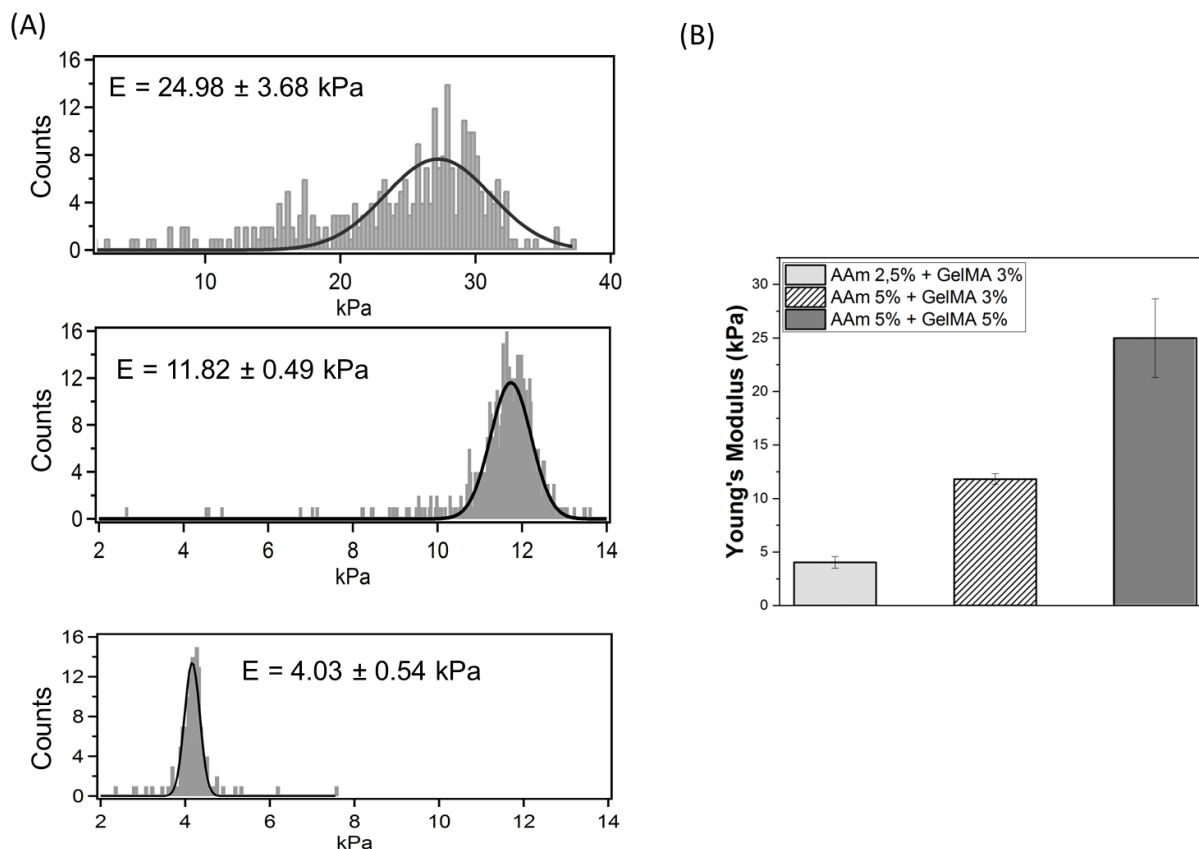 (A)
16
12
8
4
0
Counts
E = 24.98 ± 3.68 kPa
10 20 30 40
kPa
16
12
8
4
0
Counts
E = 11.82 ± 0.49 kPa
2 4 6 8 10 12 14
kPa
16
12
8
4
0
Counts
E = 4.03 ± 0.54 kPa
2 4 6 8 10 12 14
kPa
(B)
Young's Modulus (kPa)
30
25
20
15
10
5
0
AAm 2,5% + GelMA 3%
AAm 5% + GelMA 3%
AAm 5% + GelMA 5%